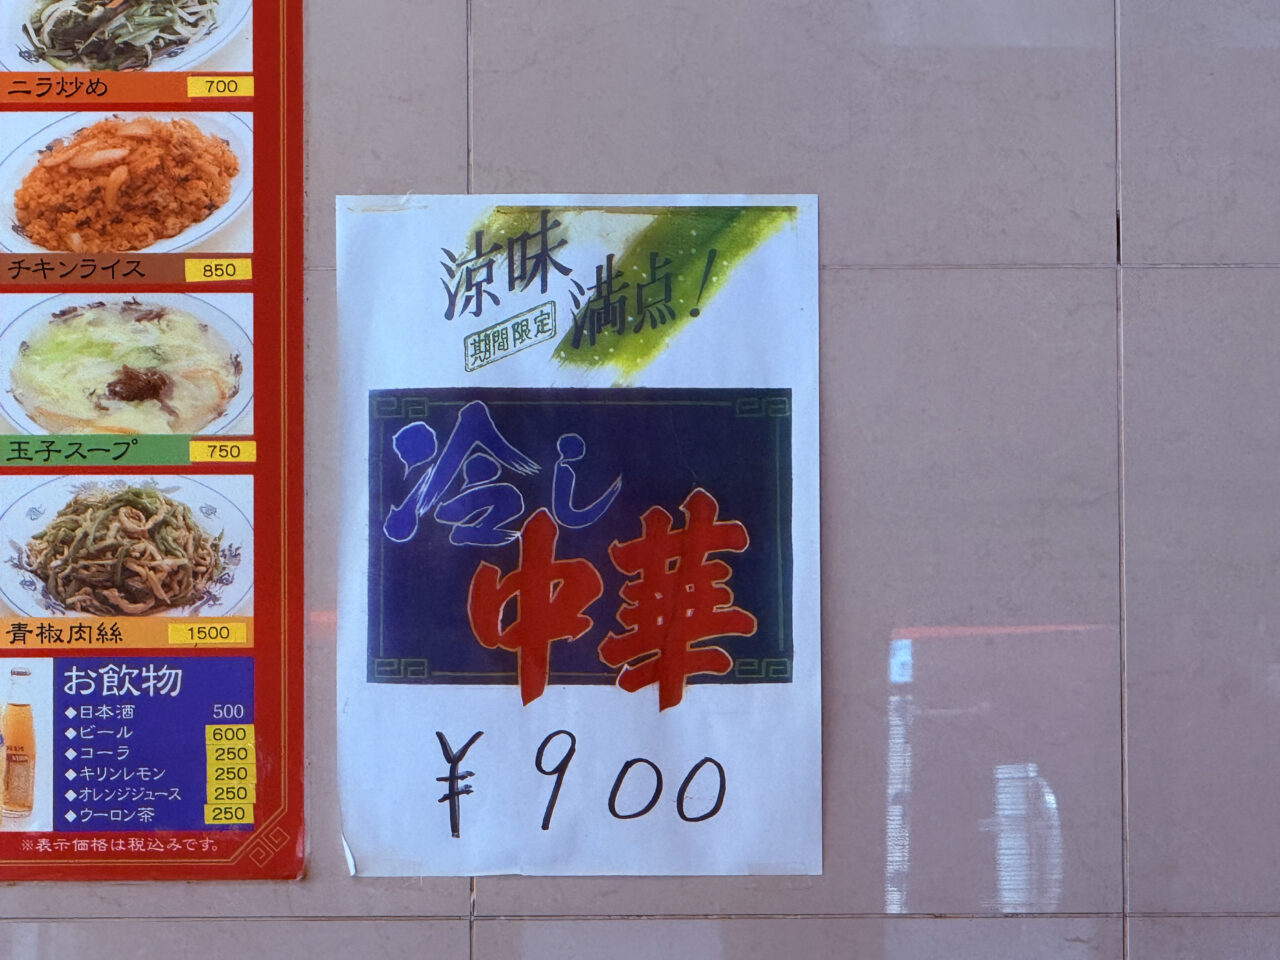 ニラ炒め 700
チキンライス 850
玉子スープ 750
青椒肉絲 1500
お飲物
◆日本酒 500
◆ビール 600
◆コーラ 250
◆キリンレモン 250
◆オレンジジュース 250
◆ウーロン茶 250
※表示価格は税込みです。
涼味
満点!
期間限定
冷し
中華
¥900